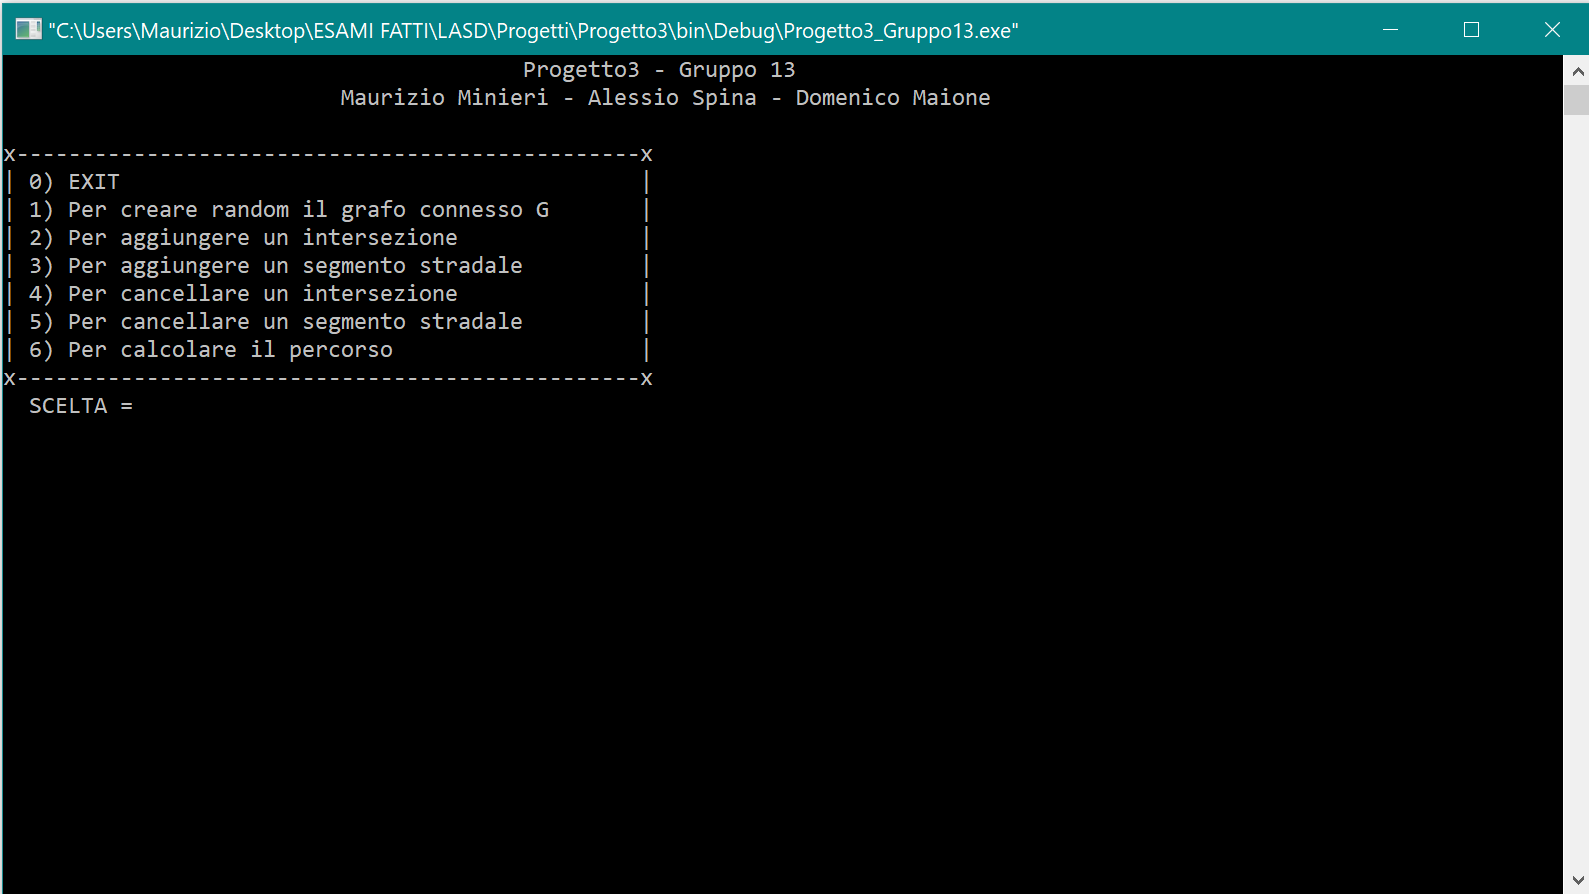 "C:\Users\Maurizio\Desktop\ESAMI FATTI\LASD\Progetti\Progetto3\bin\Debug\Progetto3_Gruppo13.exe"
Progetto3 - Gruppo 13
Maurizio Minieri - Alessio Spina - Domenico Maione
x------------------------------------------------x
| 0) EXIT                                        |
| 1) Per creare random il grafo connesso G       |
| 2) Per aggiungere un intersezione              |
| 3) Per aggiungere un segmento stradale         |
| 4) Per cancellare un intersezione              |
| 5) Per cancellare un segmento stradale         |
| 6) Per calcolare il percorso                   |
x------------------------------------------------x
SCELTA =